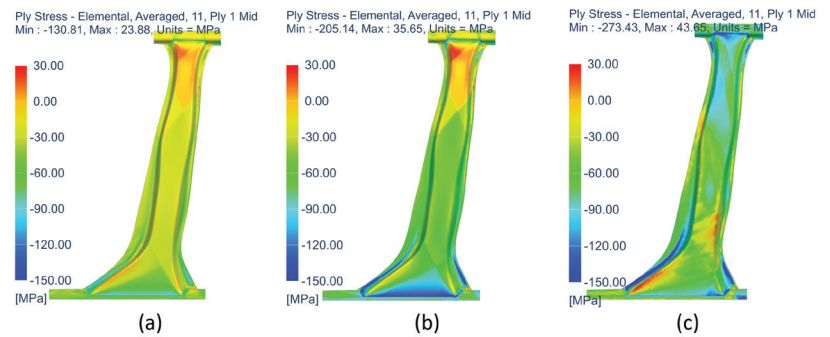 Ply Stress - Elemental, Averaged, 11, Ply 1 Mid
Min : -130.81, Max : 23.88, Units = MPa
30.00
0.00
-30.00
-60.00
-90.00
-120.00
-150.00
[MPa]
(a)
Ply Stress - Elemental, Averaged, 11, Ply 1 Mid
Min : -205.14, Max : 35.65, Units = MPa
30.00
0.00
-30.00
-60.00
-90.00
-120.00
-150.00
[MPa]
(b)
Ply Stress - Elemental, Averaged, 11, Ply 1 Mid
Min : -273.43, Max : 43.65, Units = MPa
30.00
0.00
-30.00
-60.00
-90.00
-120.00
-150.00
[MPa]
(c)